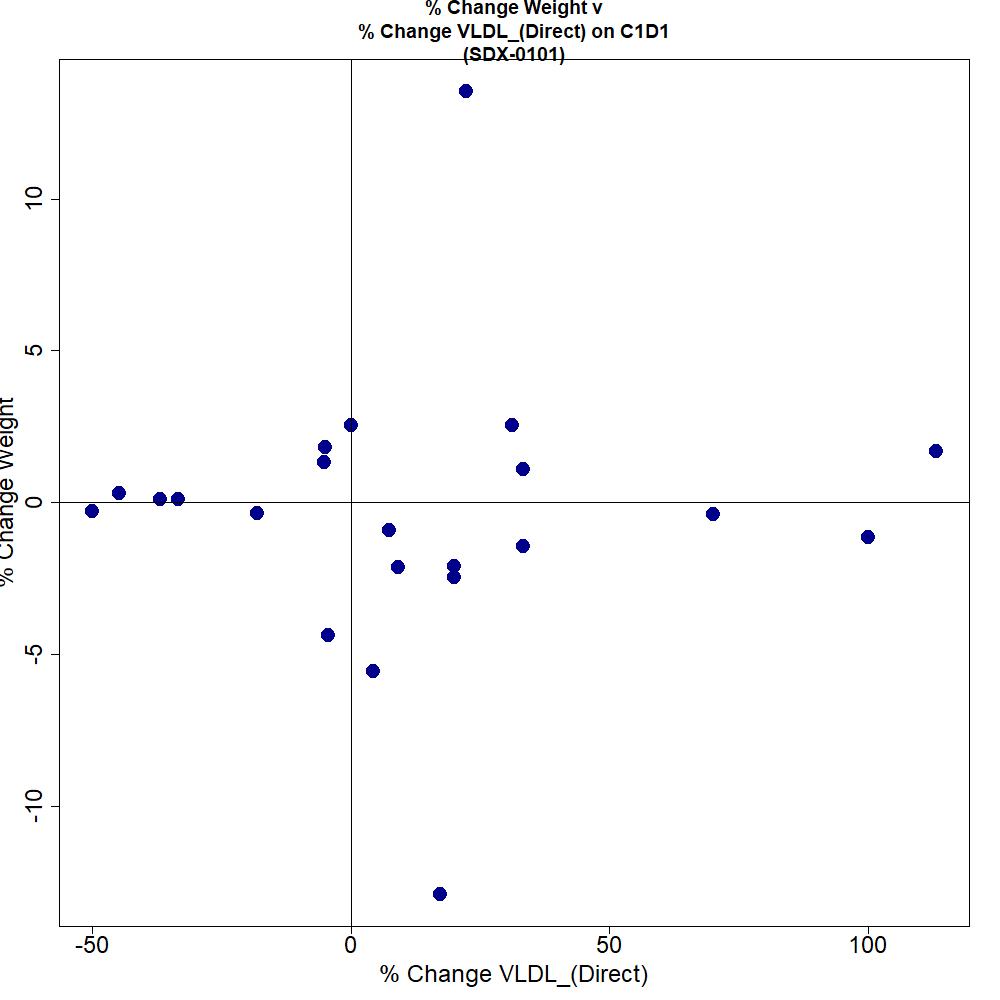 % Change Weight v
% Change VLDL_(Direct) on C1D1
(SDX-0101)
% Change Weight
10
5
0
-5
-10
-50
0
50
100
% Change VLDL_(Direct)